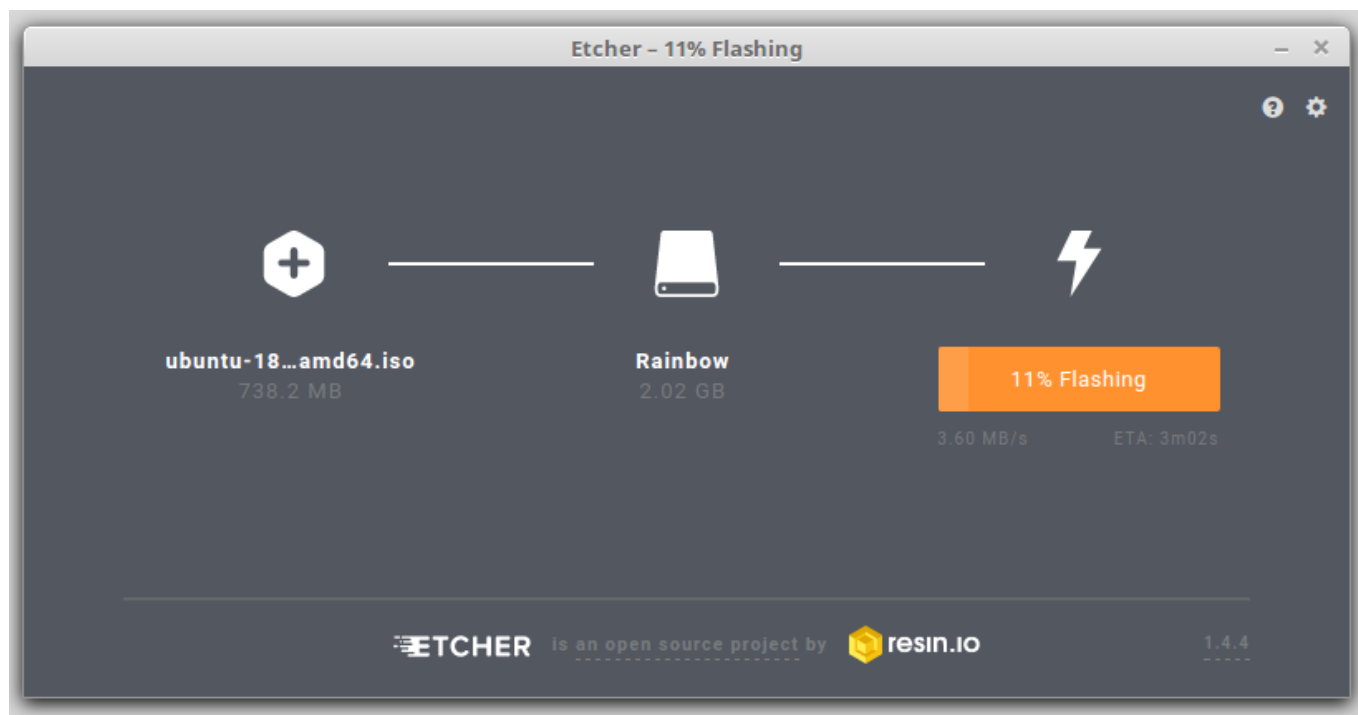 Etcher – 11% Flashing
ubuntu-18…amd64.iso
738.2 MB
Rainbow
2.02 GB
11% Flashing
3.60 MB/s
ETA: 3m02s
ETCHER is an open source project by resin.io
1.4.4